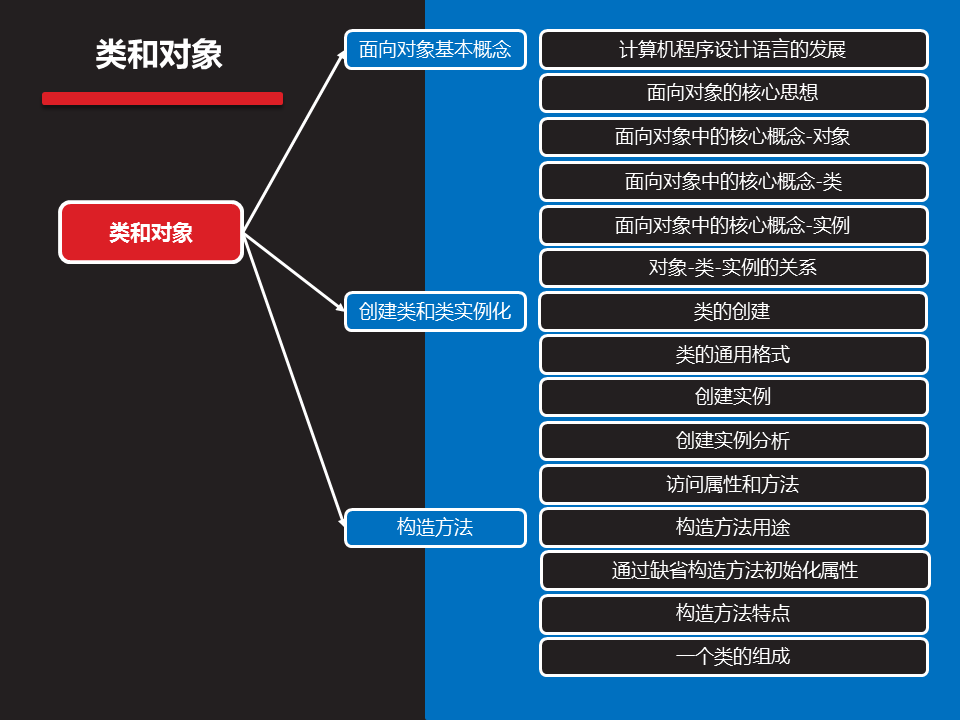 类和对象
类和对象
面向对象基本概念
计算机程序设计语言的发展
面向对象的核心思想
面向对象中的核心概念-对象
面向对象中的核心概念-类
面向对象中的核心概念-实例
对象-类-实例的关系
创建类和类实例化
类的创建
类的通用格式
创建实例
创建实例分析
访问属性和方法
构造方法
构造方法用途
通过缺省构造方法初始化属性
构造方法特点
一个类的组成